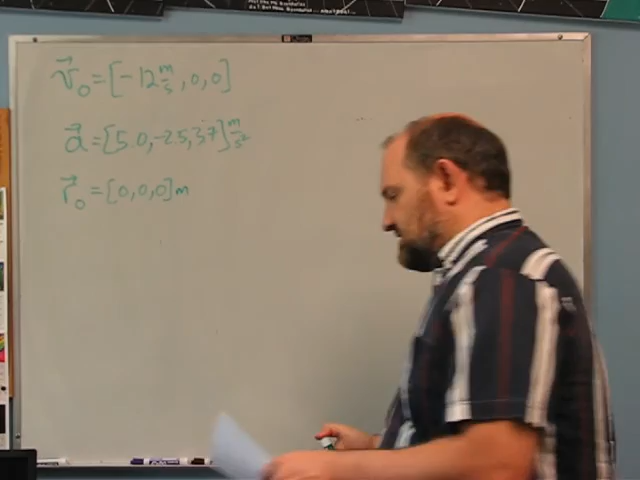 v⃗₀ = [-12 m/s, 0, 0]
a⃗ = [5.0, -2.5, 3.7] m/s²
r⃗₀ = [0, 0, 0] m